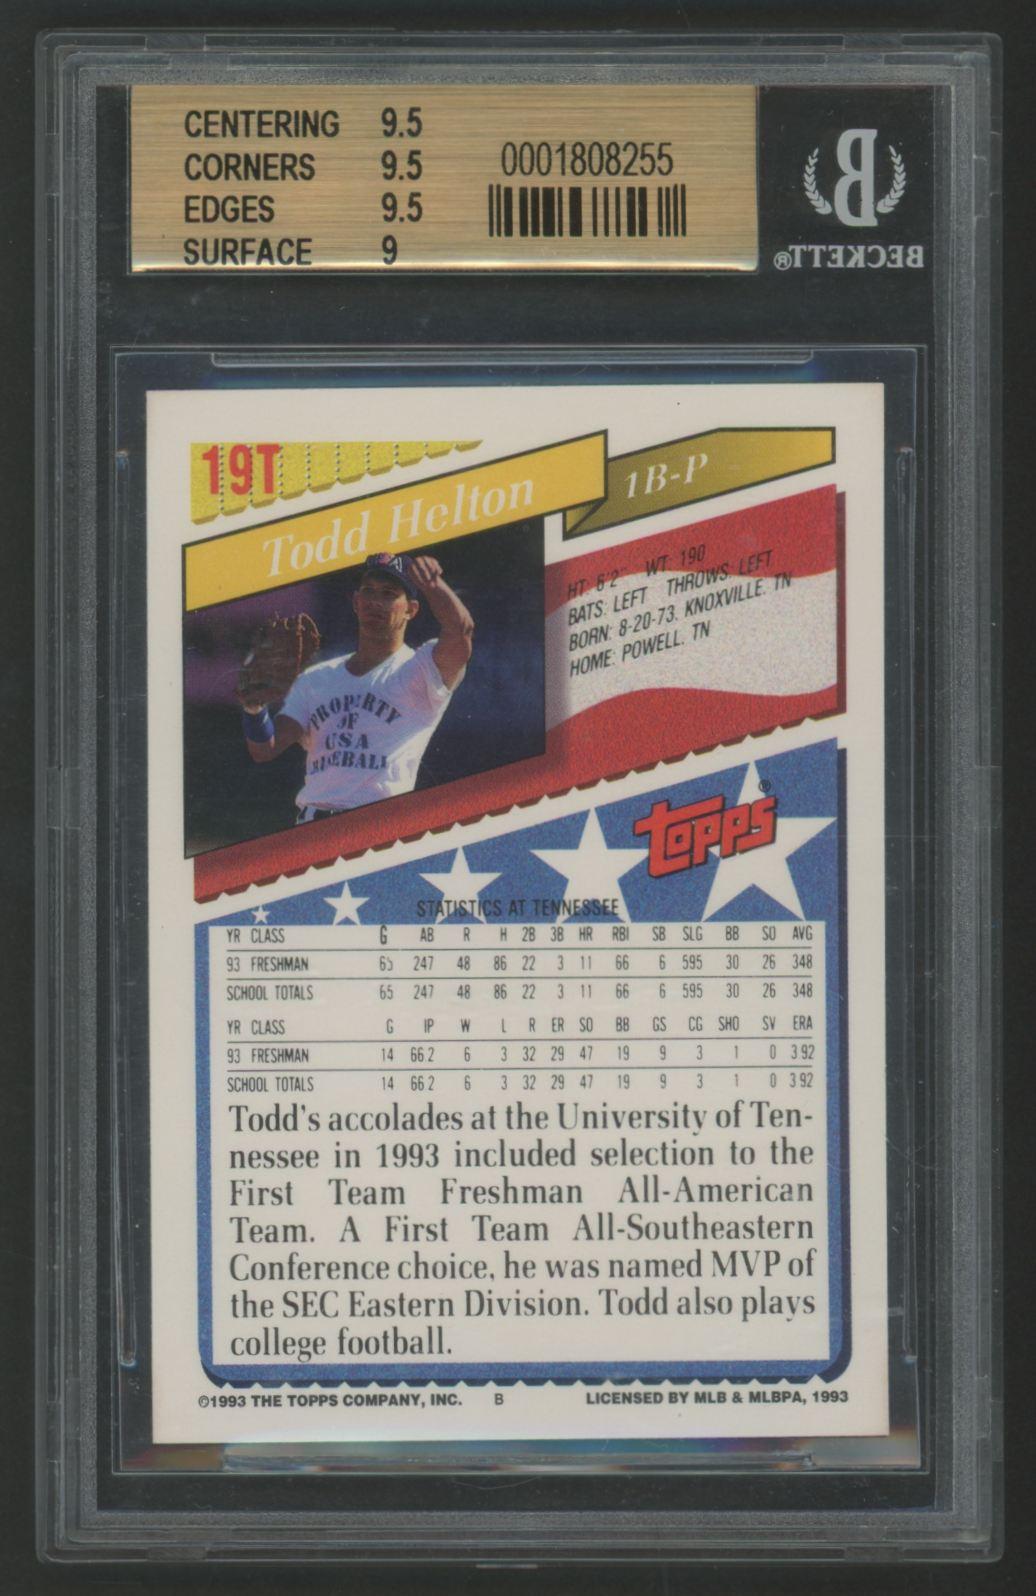 CENTERING 9.5
CORNERS 9.5
EDGES 9.5
SURFACE 9
0001808255
B
BECKETT®
19T
Todd Helton
1B-P
HT: 6'2" WT: 190
BATS: LEFT THROWS: LEFT
BORN: 8-20-73, KNOXVILLE, TN
HOME: POWELL, TN
A
PROPERTY
OF
USA
BASEBALL
topps®
STATISTICS AT TENNESSEE
YR CLASS G AB R H 2B 3B HR RBI SB SLG BB SO AVG
93 FRESHMAN 65 247 48 86 22 3 11 66 6 595 30 26 348
SCHOOL TOTALS 65 247 48 86 22 3 11 66 6 595 30 26 348
YR CLASS G IP W L R ER SO BB GS CG SHO SV ERA
93 FRESHMAN 14 66.2 6 3 32 29 47 19 9 3 1 0 3.92
SCHOOL TOTALS 14 66.2 6 3 32 29 47 19 9 3 1 0 3.92
Todd's accolades at the University of Ten-
nessee in 1993 included selection to the
First Team Freshman All-American
Team. A First Team All-Southeastern
Conference choice, he was named MVP of
the SEC Eastern Division. Todd also plays
college football.
©1993 THE TOPPS COMPANY, INC. B LICENSED BY MLB & MLBPA, 1993